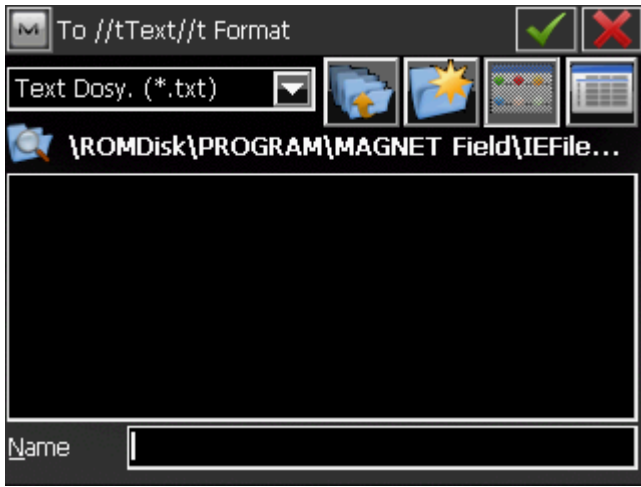 To //tText//t Format
Text Dosy. (*.txt)
\ROMDisk\PROGRAM\MAGNET Field\IEFile...
Name